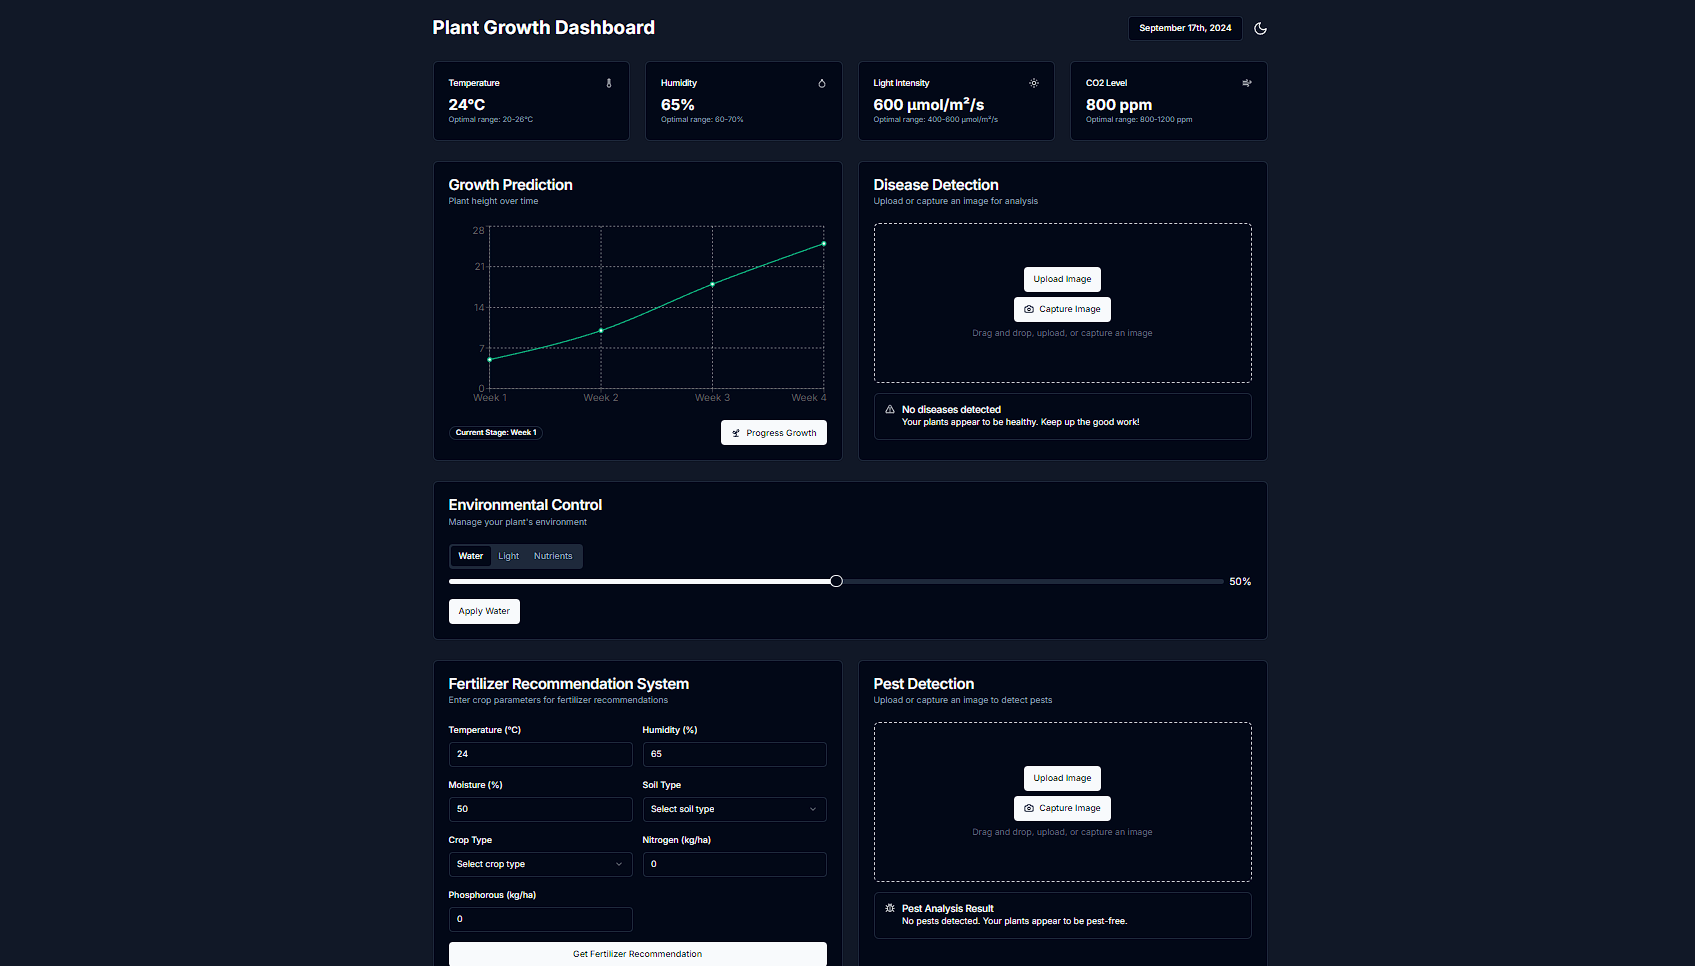 Plant Growth Dashboard
September 17th, 2024
Temperature
24°C
Optimal range: 20-26°C
Humidity
65%
Optimal range: 60-70%
Light Intensity
600 μmol/m²/s
Optimal range: 400-600 μmol/m²/s
CO2 Level
800 ppm
Optimal range: 800-1200 ppm
Growth Prediction
Plant height over time
28
21
14
7
0
Week 1 Week 2 Week 3 Week 4
Current Stage: Week 1
Progress Growth
Disease Detection
Upload or capture an image for analysis
Upload Image
Capture Image
Drag and drop, upload, or capture an image
No diseases detected
Your plants appear to be healthy. Keep up the good work!
Environmental Control
Manage your plant's environment
Water Light Nutrients
50%
Apply Water
Fertilizer Recommendation System
Enter crop parameters for fertilizer recommendations
Temperature (°C)
24
Humidity (%)
65
Moisture (%)
50
Soil Type
Select soil type
Crop Type
Select crop type
Nitrogen (kg/ha)
0
Phosphorous (kg/ha)
0
Get Fertilizer Recommendation
Pest Detection
Upload or capture an image to detect pests
Upload Image
Capture Image
Drag and drop, upload, or capture an image
Pest Analysis Result
No pests detected. Your plants appear to be pest-free.